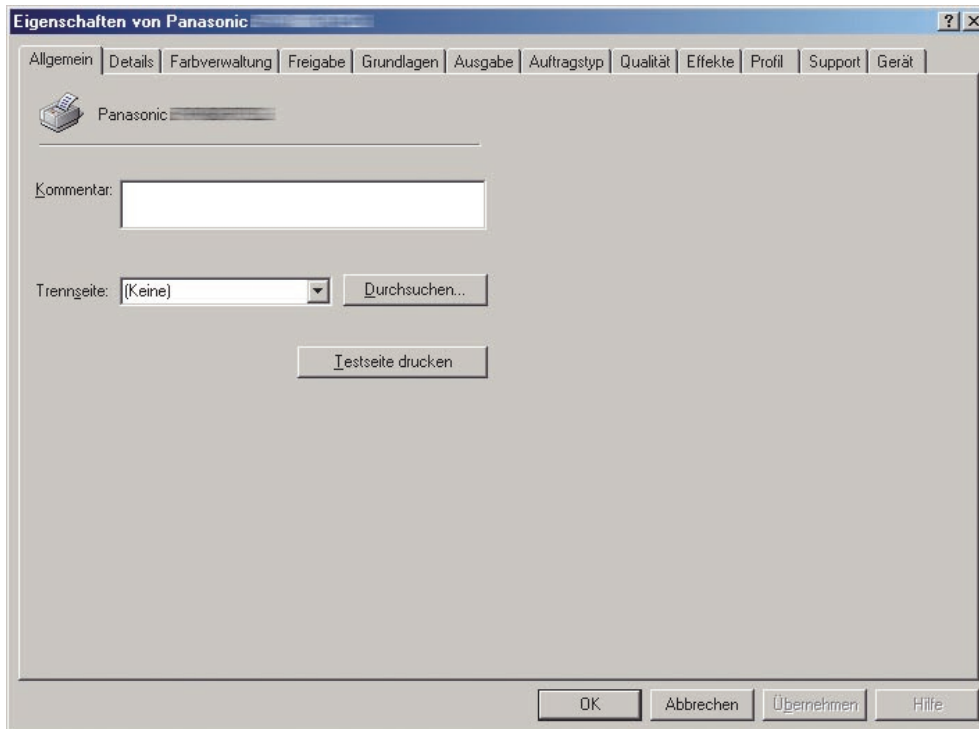 Eigenschaften von Panasonic
Allgemein Details Farbverwaltung Freigabe Grundlagen Ausgabe Auftragstyp Qualität Effekte Profil Support Gerät
Panasonic
Kommentar:
Trennseite: (Keine) Durchsuchen...
Testseite drucken
OK Abbrechen Übernehmen Hilfe